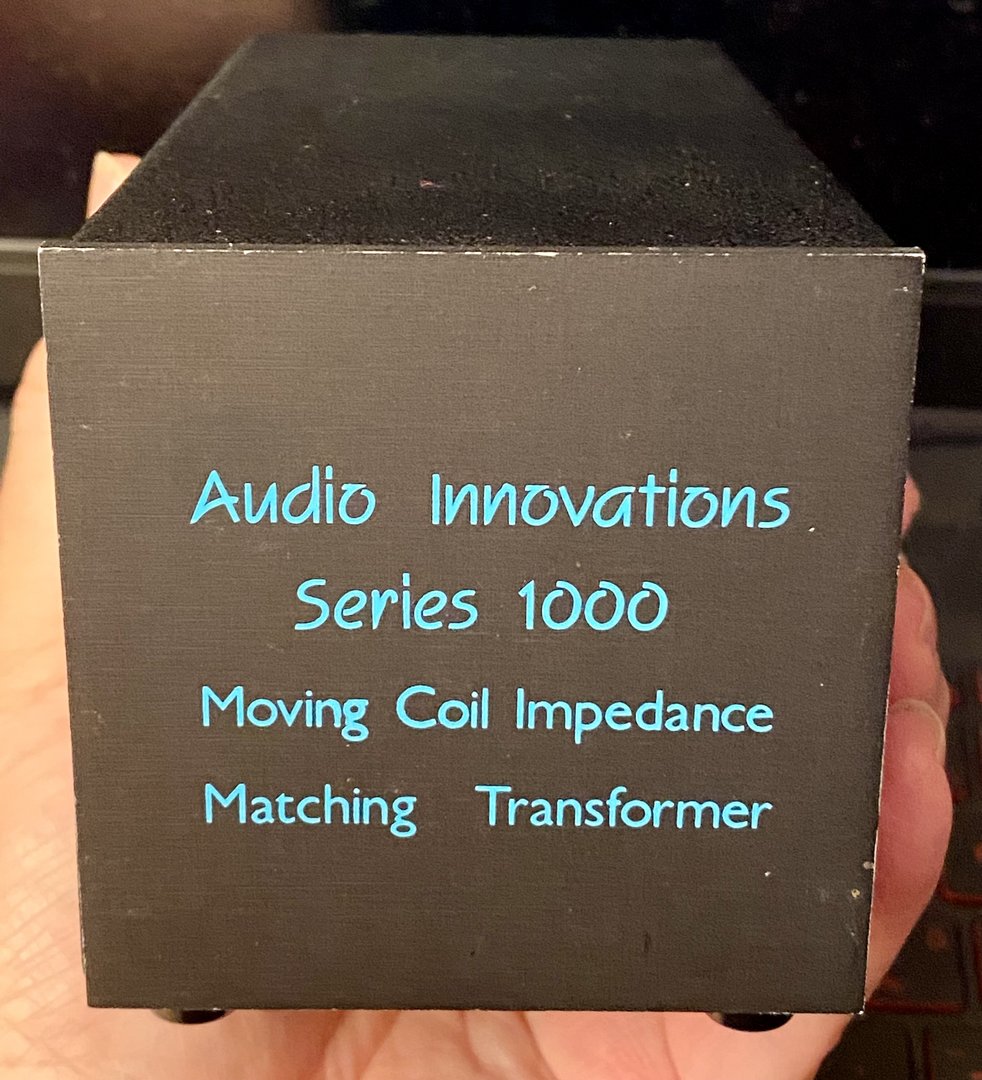 Audio Innovations
Series 1000
Moving Coil Impedance
Matching Transformer